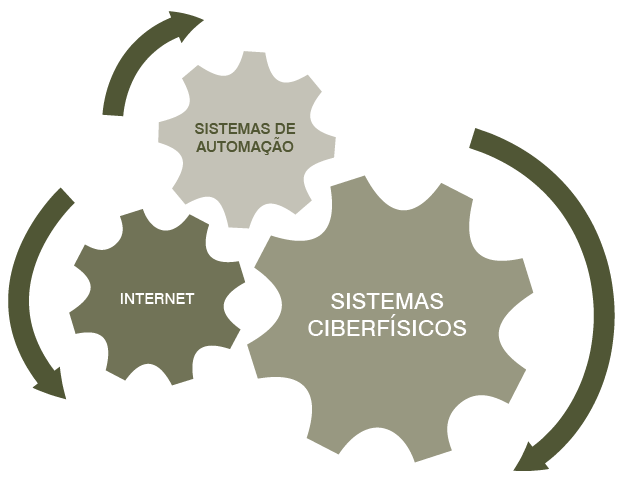 SISTEMAS DE
AUTOMAÇÃO
INTERNET
SISTEMAS
CIBERFÍSICOS